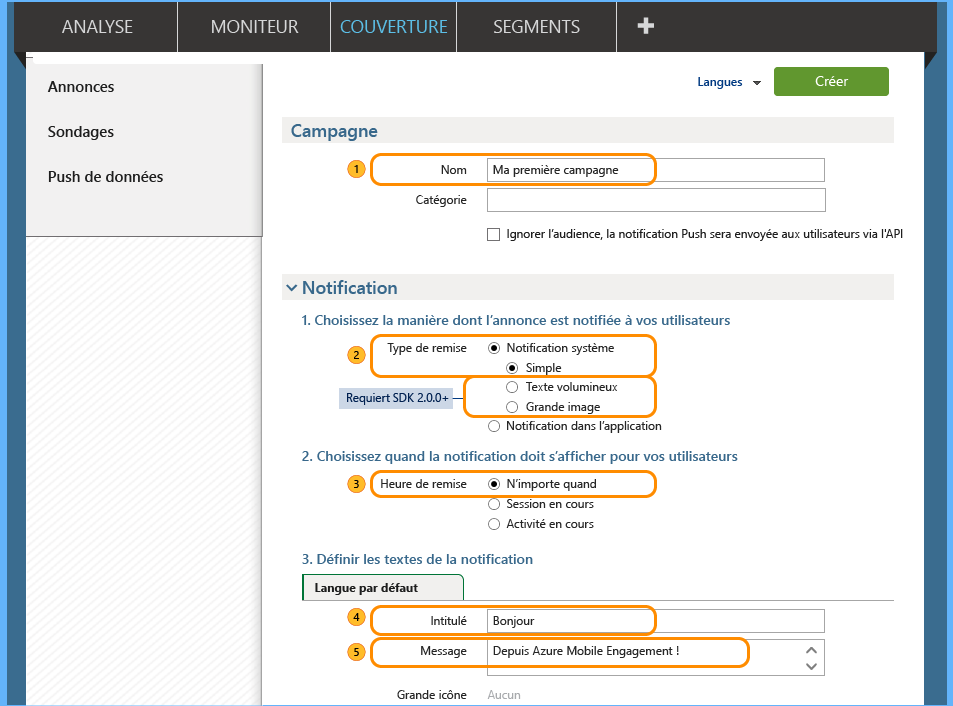 ANALYSE MONITEUR COUVERTURE SEGMENTS
Annonces
Sondages
Push de données
Langues Créer
Campagne
1 Nom Ma première campagne
Catégorie
Ignorer l'audience, la notification Push sera envoyée aux utilisateurs via l'API
Notification
1. Choisissez la manière dont l'annonce est notifiée à vos utilisateurs
2 Type de remise Notification système
Simple
Texte volumineux
Requiert SDK 2.0.0+ Grande image
Notification dans l'application
2. Choisissez quand la notification doit s'afficher pour vos utilisateurs
3 Heure de remise N'importe quand
Session en cours
Activité en cours
3. Définir les textes de la notification
Langue par défaut
4 Intitulé Bonjour
5 Message Depuis Azure Mobile Engagement !
Grande icône Aucun